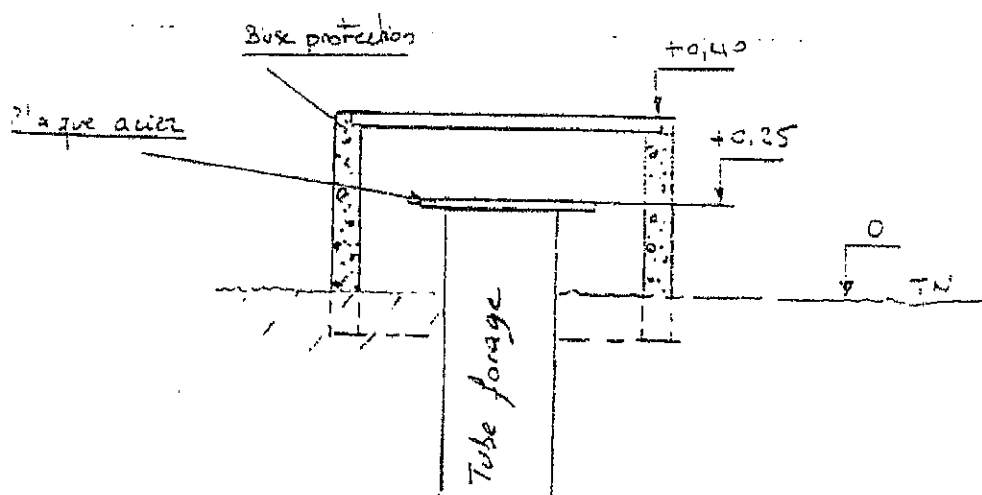 Buse protection
+0,40
Plaque acier
+0,25
0
TN
Tube forage